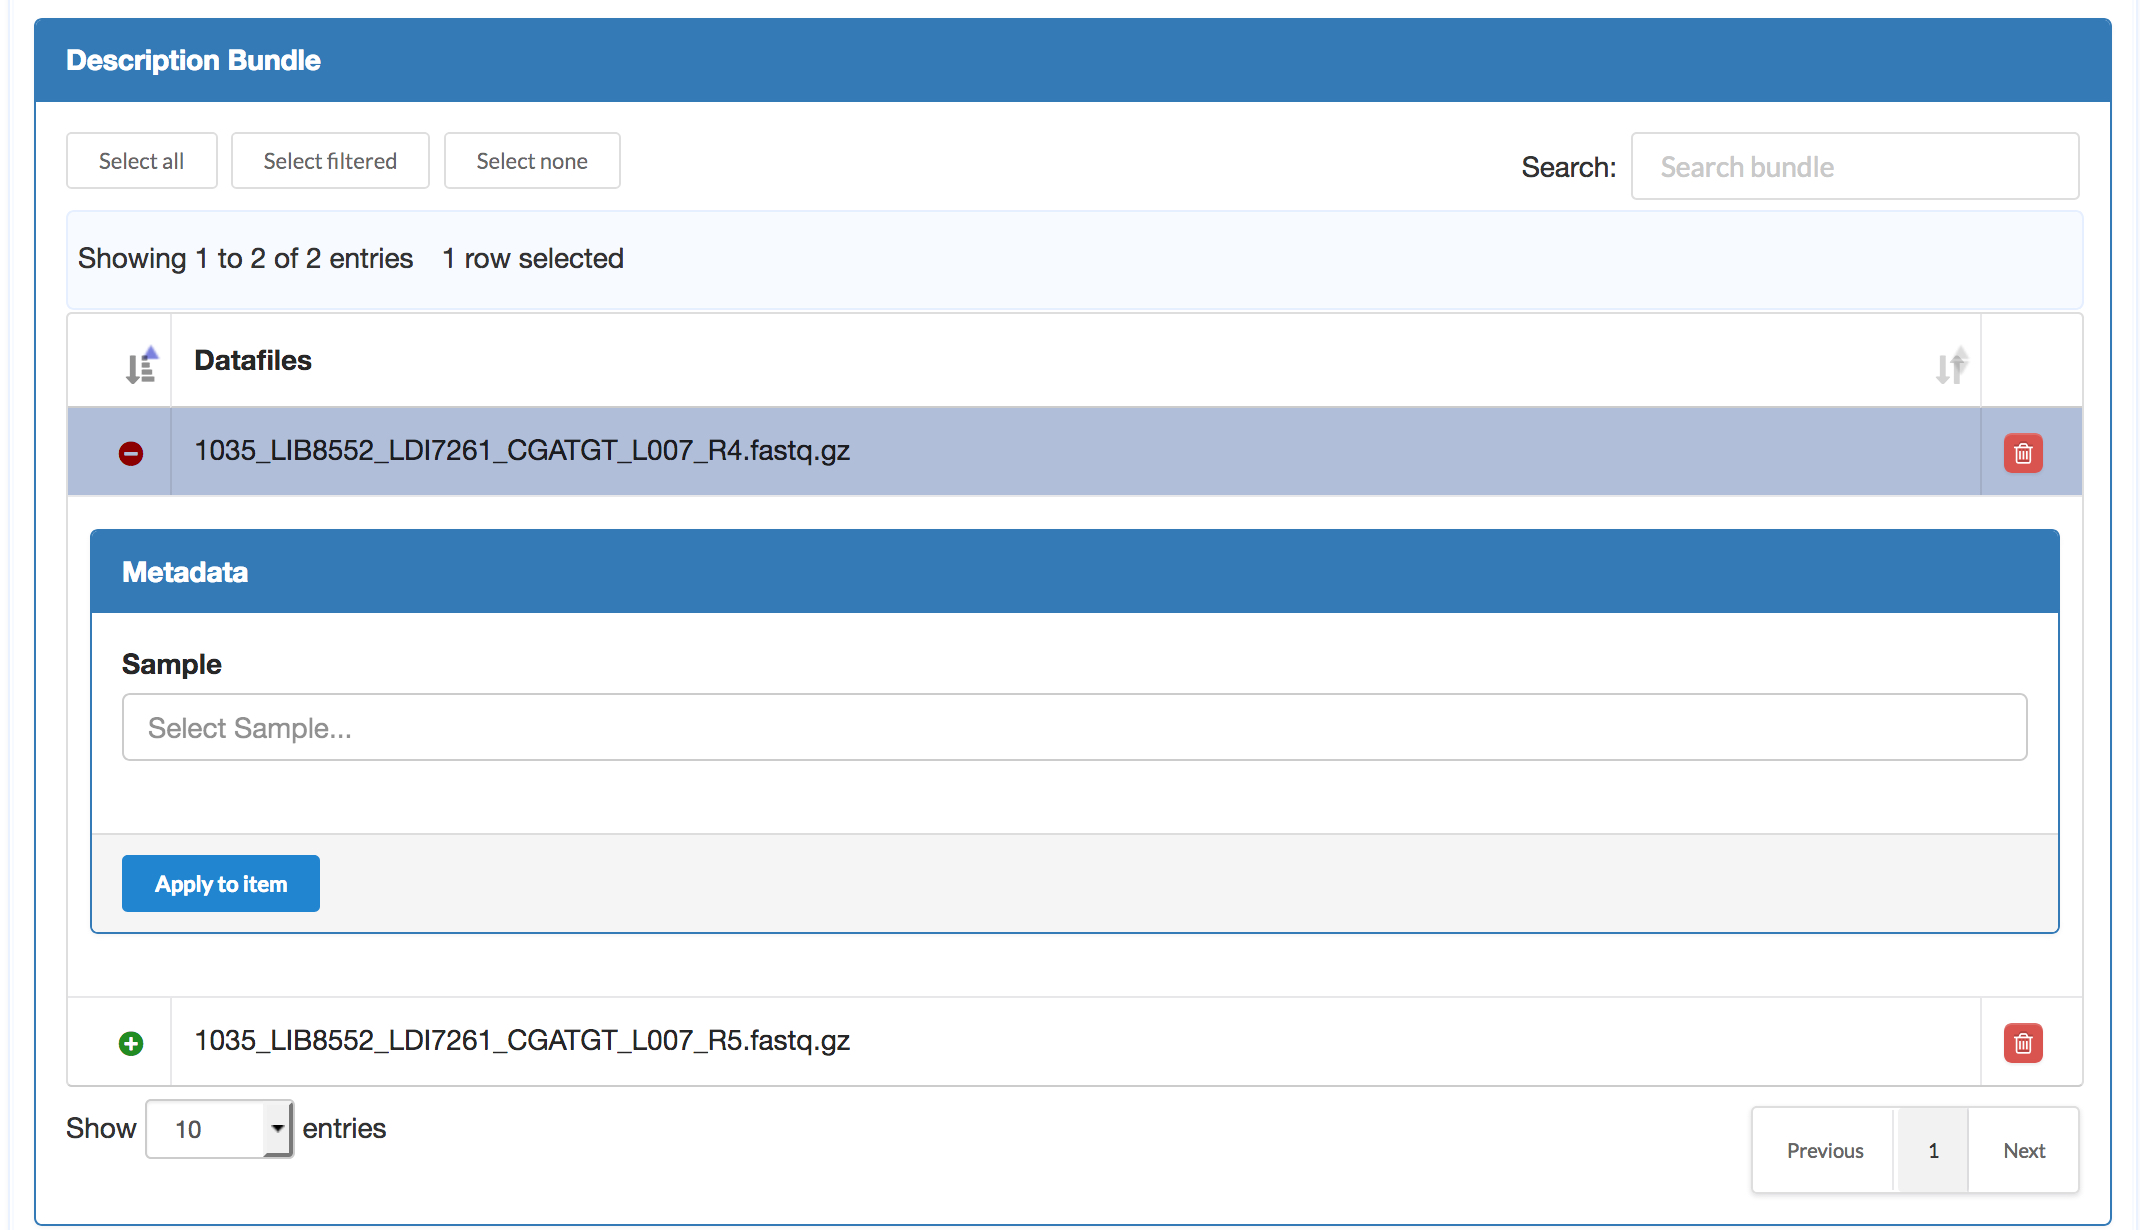 Description Bundle
Select all Select filtered Select none Search: Search bundle
Showing 1 to 2 of 2 entries 1 row selected
Datafiles
1035_LIB8552_LDI7261_CGATGT_L007_R4.fastq.gz
Metadata
Sample
Select Sample...
Apply to item
1035_LIB8552_LDI7261_CGATGT_L007_R5.fastq.gz
Show 10 entries
Previous 1 Next